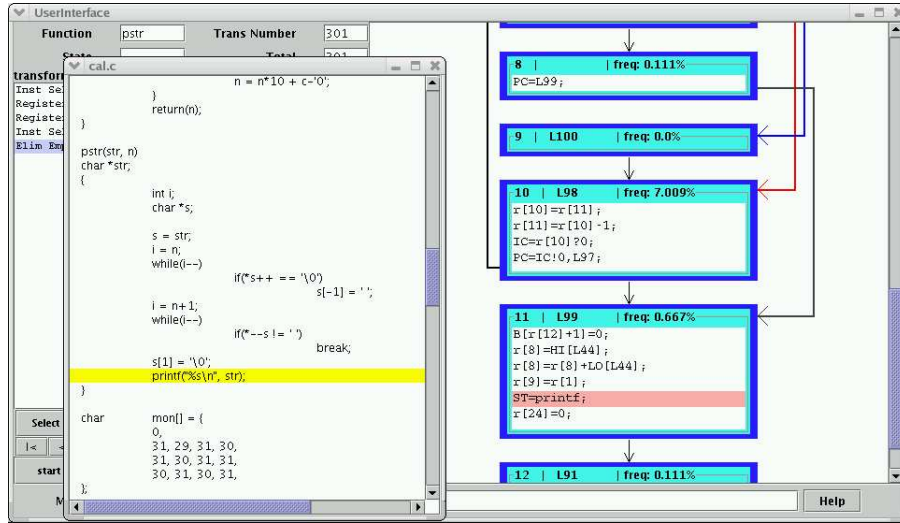 UserInterface
Function pstr Trans Number 301
State Total 301
transfor
Inst Se
Registe
Registe
Inst Se
Elim Emp
Select
|<
start
M
cal.c
n = n*10 + c-'0';
}
return(n);
}
pstr(str, n)
char *str;
{
int i;
char *s;
s = str;
i = n;
while(i--)
if(*s++ == '\0')
s[-1] = ' ';
i = n+1;
while(i--)
if(*--s != ' ')
break;
s[1] = '\0';
printf("%s\n", str);
}
char mon[] = {
0,
31, 29, 31, 30,
31, 30, 31, 31,
30, 31, 30, 31,
};
8 | | freq: 0.111%
PC=L99;
9 | L100 | freq: 0.0%
10 | L98 | freq: 7.009%
r[10]=r[11];
r[11]=r[10]-1;
IC=r[10]?0;
PC=IC!0,L97;
11 | L99 | freq: 0.667%
B[r[12]+1]=0;
r[8]=HI[L44];
r[8]=r[8]+LO[L44];
r[9]=r[1];
ST=printf;
r[24]=0;
12 | L91 | freq: 0.111%
Help